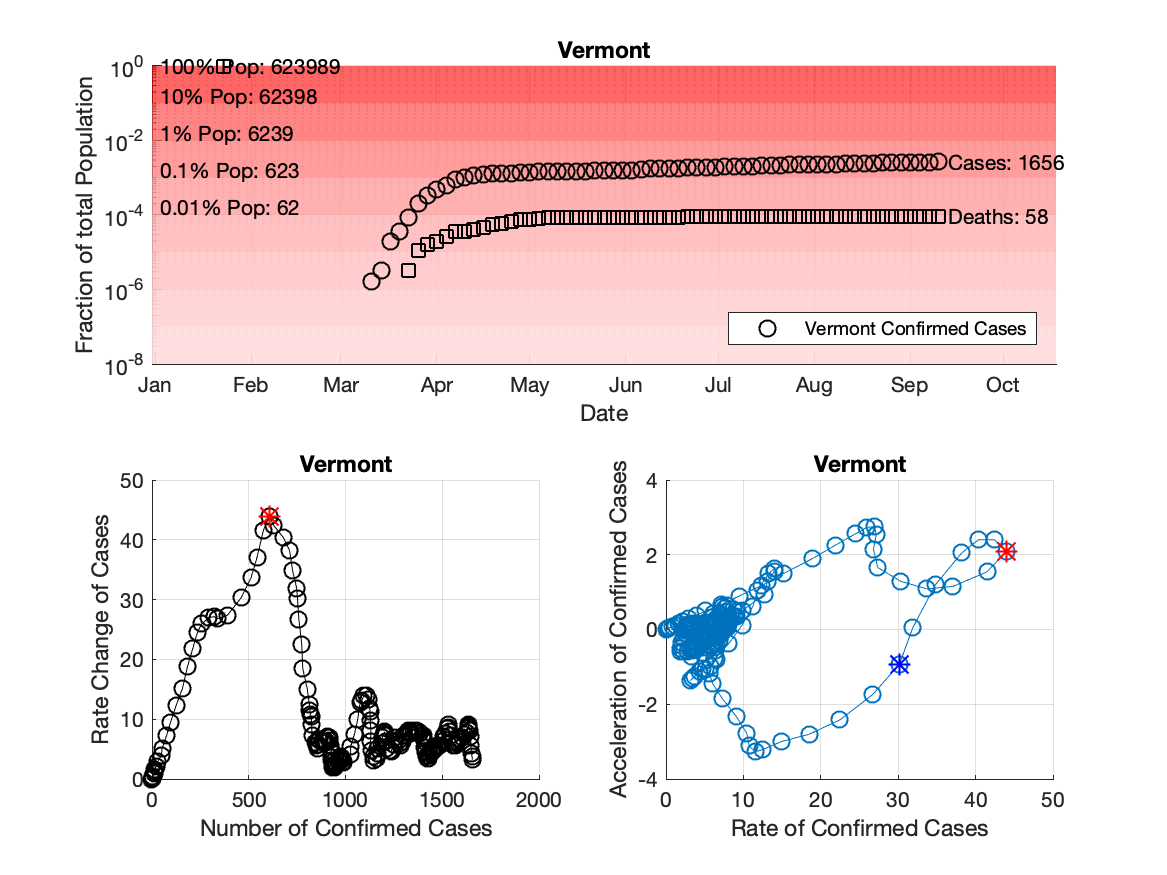 Vermont
10^0
100% Pop: 623989
10% Pop: 62398
10^-2
1% Pop: 6239
Cases: 1656
0.1% Pop: 623
0.01% Pop: 62
10^-4
Deaths: 58
10^-6
Vermont Confirmed Cases
10^-8
Fraction of total Population
Jan Feb Mar Apr May Jun Jul Aug Sep Oct
Date
Vermont
50
40
30
20
10
0
Rate Change of Cases
0 500 1000 1500 2000
Number of Confirmed Cases
Vermont
4
2
0
-2
-4
Acceleration of Confirmed Cases
0 10 20 30 40 50
Rate of Confirmed Cases